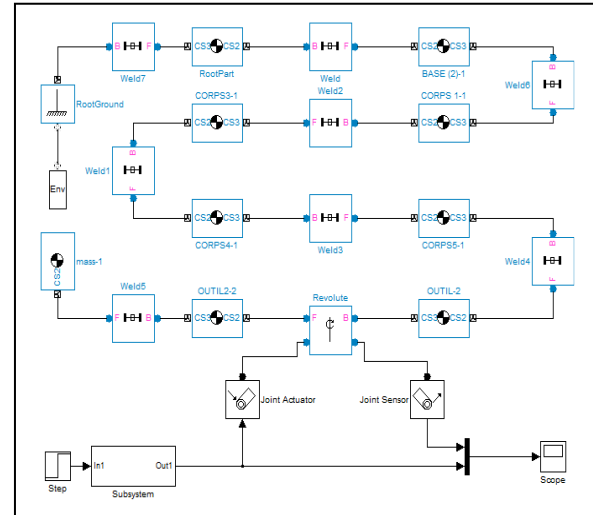 B F
CS3 CS2
B F
CS2 CS3
B
Weld7
RootPart
Weld
BASE (2)-1
Weld6
F
RootGround
CORPS3-1
Weld2
CORPS 1-1
B
CS2 CS3
F B
CS2 CS3
Weld1
F
Env
CS2 CS3
B F
CS2 CS3
B
CORPS4-1
Weld3
CORPS5-1
Weld4
F
mass-1
CS2
Weld5
OUTIL2-2
Revolute
OUTIL-2
F B
CS3 CS2
F B
CS3 CS2
Joint Actuator
Joint Sensor
In1 Out1
Step
Subsystem
Scope